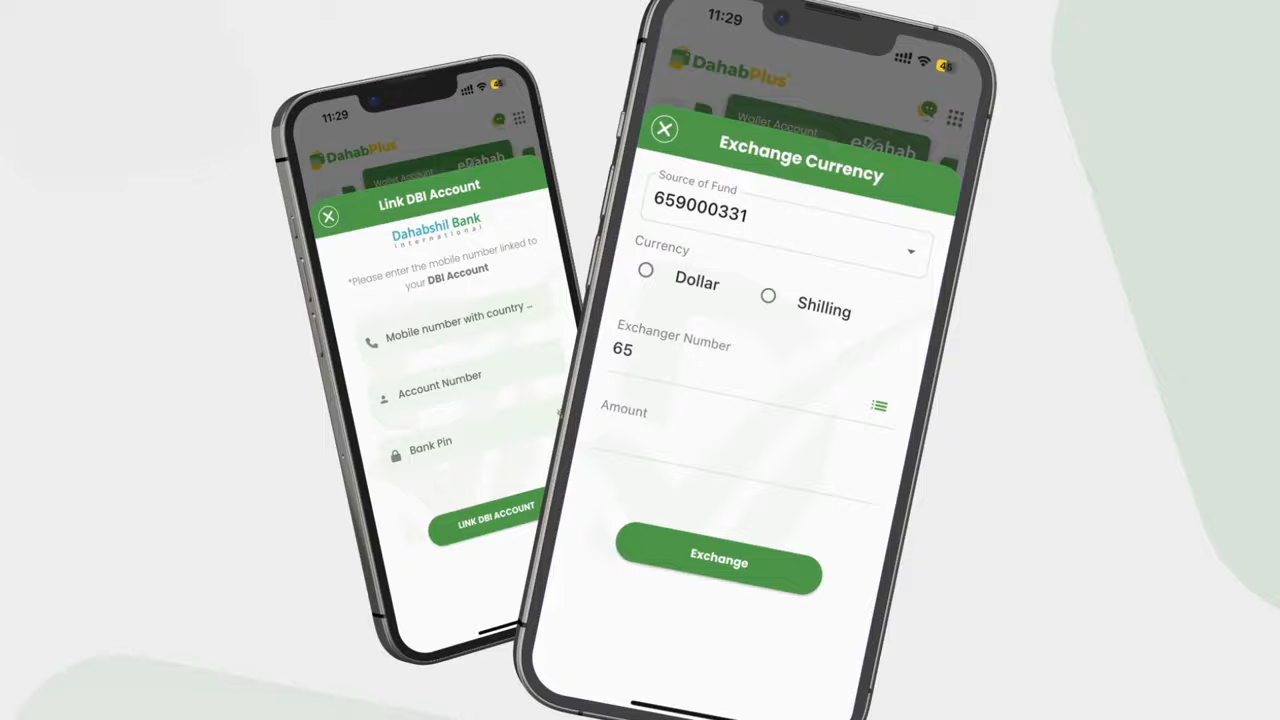 11:29
45
DahabPlus
Wallet Account
eDahab
Link DBI Account
Dahabshil Bank
International
*Please enter the mobile number linked to
your DBI Account
Mobile number with country ...
Account Number
Bank Pin
LINK DBI ACCOUNT
11:29
45
DahabPlus
Wallet Account
eDahab
Exchange Currency
Source of Fund
659000331
Currency
Dollar
Shilling
Exchanger Number
65
Amount
Exchange